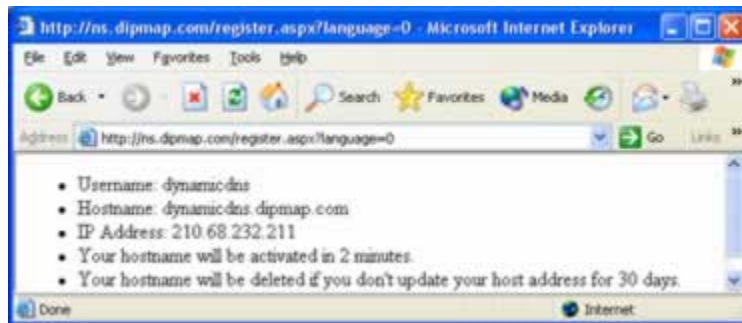 http://ns.dipmap.com/register.aspx?language=0 - Microsoft Internet Explorer
File Edit View Favorites Tools Help
Back Search Favorites Media
Address http://ns.dipmap.com/register.aspx?language=0 Go Links
Username: dynamicdns
Hostname: dynamicdns.dipmap.com
IP Address: 210.68.232.211
Your hostname will be activated in 2 minutes.
Your hostname will be deleted if you don't update your host address for 30 days.
Done Internet